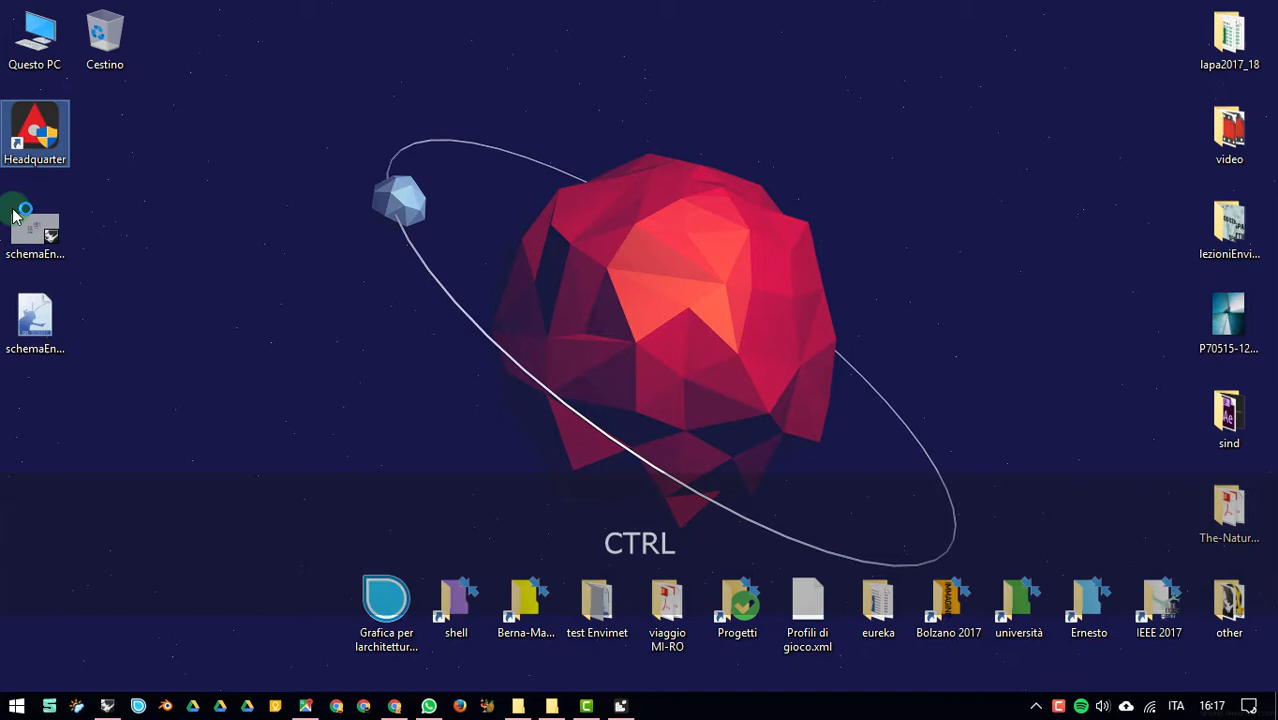 Questo PC
Cestino
Headquarter
schemaEn...
schemaEn...
lapa2017_18
video
lezioniEnvi...
P70515-12...
sind
The-Natur...
CTRL
Grafica per
larchitettur...
shell
Berna-Ma...
test Envimet
viaggio
MI-RO
Progetti
Profili di
gioco.xml
eureka
Bolzano 2017
università
Ernesto
IEEE 2017
other
ITA
16:17